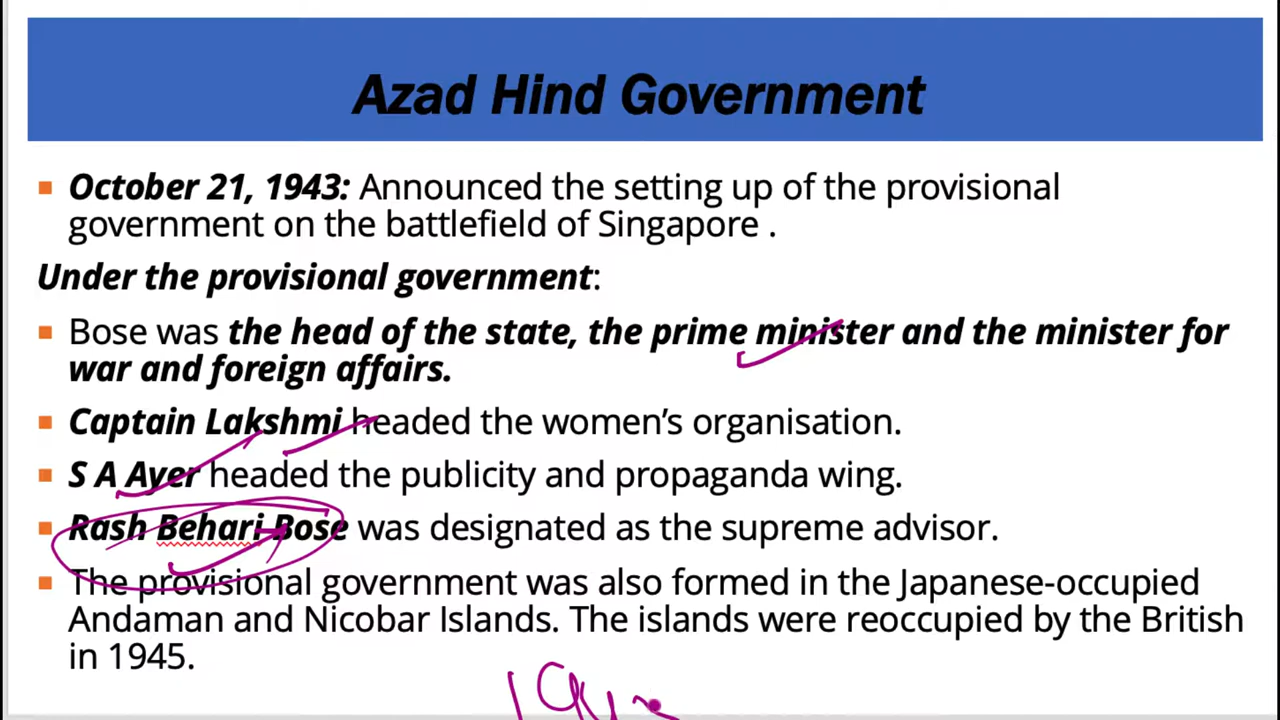 Azad Hind Government
October 21, 1943: Announced the setting up of the provisional
government on the battlefield of Singapore .
Under the provisional government:
Bose was the head of the state, the prime minister and the minister for
war and foreign affairs.
Captain Lakshmi headed the women’s organisation.
S A Ayer headed the publicity and propaganda wing.
Rash Behari Bose was designated as the supreme advisor.
The provisional government was also formed in the Japanese-occupied
Andaman and Nicobar Islands. The islands were reoccupied by the British
in 1945.